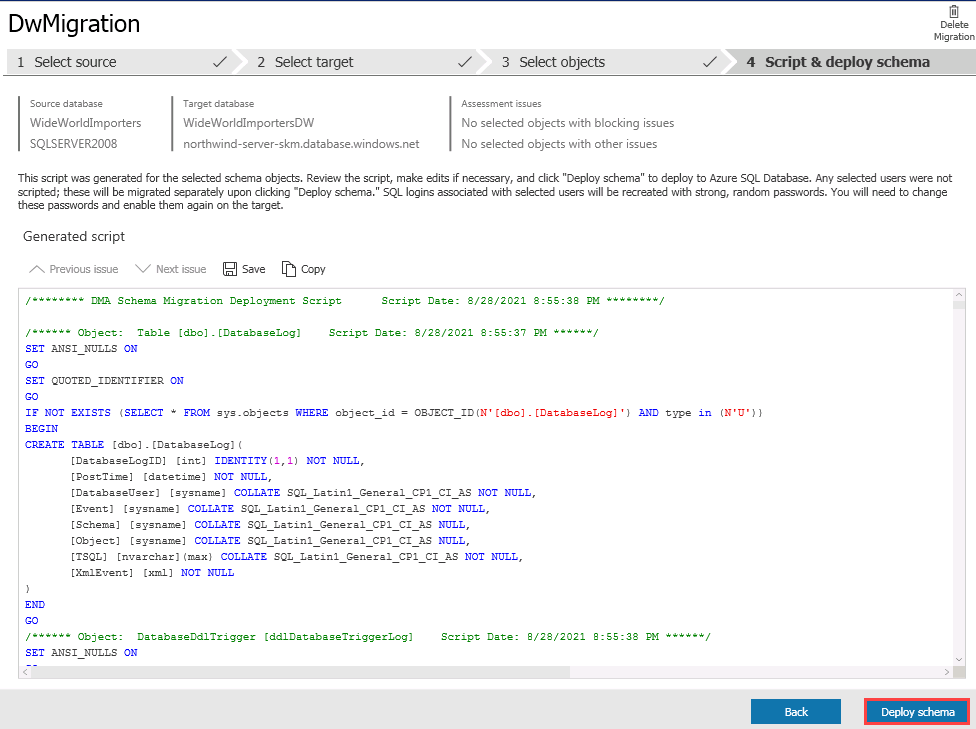 DwMigration
Delete
Migration
1 Select source
2 Select target
3 Select objects
4 Script & deploy schema
Source database
WideWorldImporters
SQLSERVER2008
Target database
WideWorldImportersDW
northwind-server-skm.database.windows.net
Assessment issues
No selected objects with blocking issues
No selected objects with other issues
This script was generated for the selected schema objects. Review the script, make edits if necessary, and click "Deploy schema" to deploy to Azure SQL Database. Any selected users were not
scripted; these will be migrated separately upon clicking "Deploy schema." SQL logins associated with selected users will be recreated with strong, random passwords. You will need to change
these passwords and enable them again on the target.
Generated script
Previous issue Next issue Save Copy
/******** DMA Schema Migration Deployment Script      Script Date: 8/28/2021 8:55:38 PM ********/
/****** Object:  Table [dbo].[DatabaseLog]    Script Date: 8/28/2021 8:55:37 PM ******/
SET ANSI_NULLS ON
GO
SET QUOTED_IDENTIFIER ON
GO
IF NOT EXISTS (SELECT * FROM sys.objects WHERE object_id = OBJECT_ID(N'[dbo].[DatabaseLog]') AND type in (N'U'))
BEGIN
CREATE TABLE [dbo].[DatabaseLog](
[DatabaseLogID] [int] IDENTITY(1,1) NOT NULL,
[PostTime] [datetime] NOT NULL,
[DatabaseUser] [sysname] COLLATE SQL_Latin1_General_CP1_CI_AS NOT NULL,
[Event] [sysname] COLLATE SQL_Latin1_General_CP1_CI_AS NOT NULL,
[Schema] [sysname] COLLATE SQL_Latin1_General_CP1_CI_AS NULL,
[Object] [sysname] COLLATE SQL_Latin1_General_CP1_CI_AS NULL,
[TSQL] [nvarchar](max) COLLATE SQL_Latin1_General_CP1_CI_AS NOT NULL,
[XmlEvent] [xml] NOT NULL
)
END
GO
/****** Object:  DatabaseDdlTrigger [ddlDatabaseTriggerLog]    Script Date: 8/28/2021 8:55:38 PM ******/
SET ANSI_NULLS ON
Back
Deploy schema